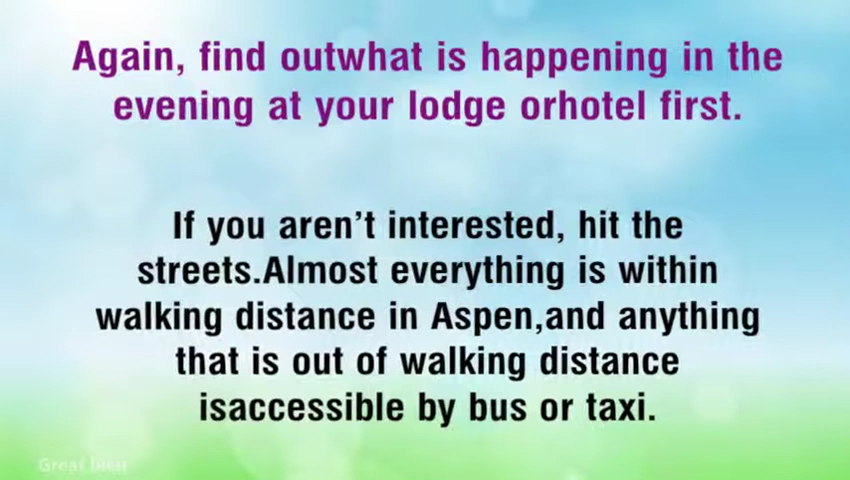 Again, find outwhat is happening in the
evening at your lodge orhotel first.
If you aren't interested, hit the
streets.Almost everything is within
walking distance in Aspen,and anything
that is out of walking distance
isaccessible by bus or taxi.
Great